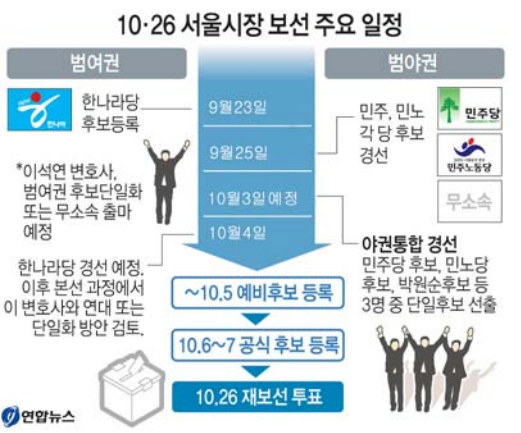 10·26 서울시장 보선 주요 일정
범여권
범야권
한나라
한나라당
후보등록
9월23일
민주, 민노
각 당 후보
경선
민주당
민주노동당
무소속
9월25일
*이석연 변호사,
범여권 후보단일화
또는 무소속 출마
예정
10월3일예정
10월4일
야권통합 경선
민주당 후보, 민노당
후보, 박원순후보 등
3명 중 단일후보 선출
한나라당 경선 예정.
이후 본선 과정에서
이 변호사와 연대 또는
단일화 방안 검토.
~10.5 예비후보 등록
10.6~7 공식 후보 등록
10.26 재보선 투표
연합뉴스